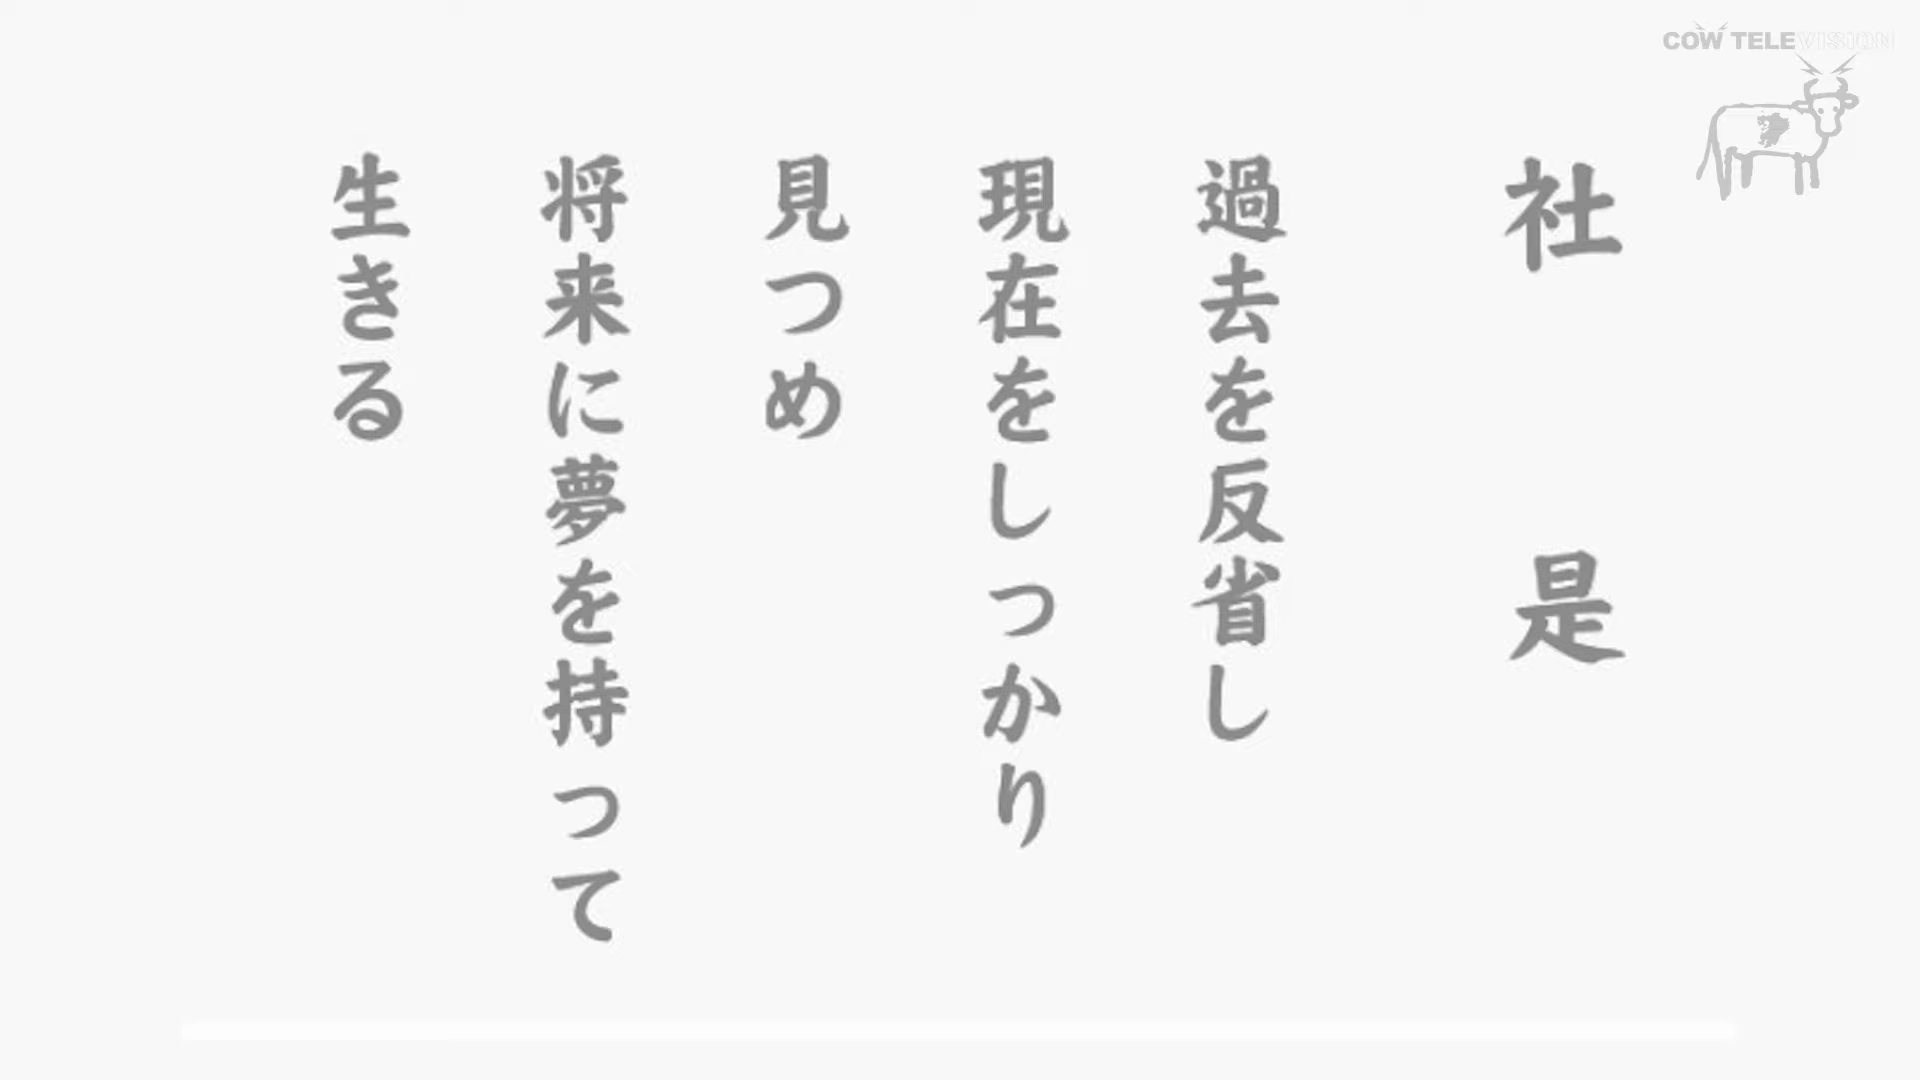 COW TELEVISION
社是
過去を反省し
現在をしっかり
見つめ
将来に夢を持って
生きる